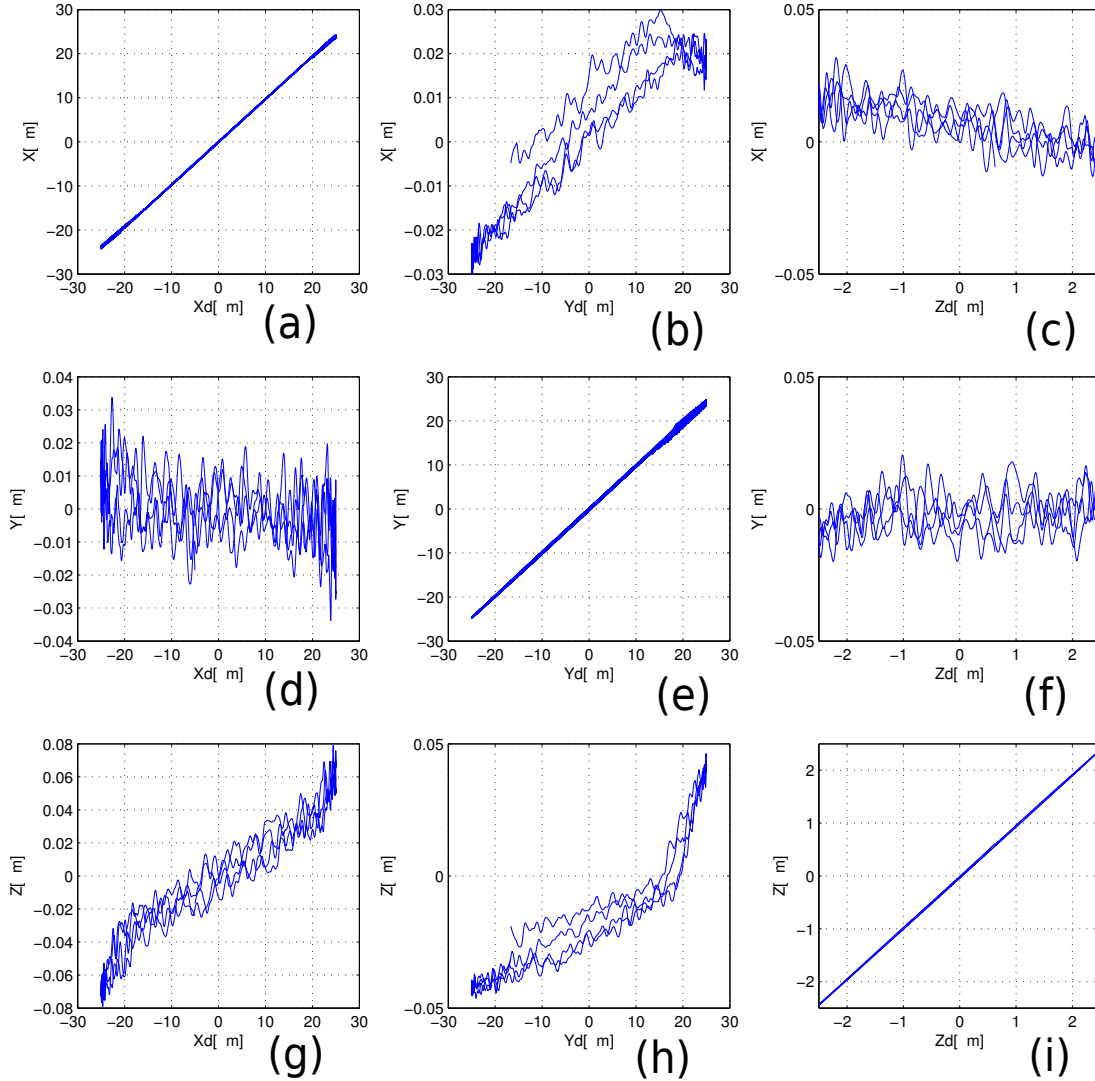 30
20
10
0
−10
−20
−30
−30 −20 −10 0 10 20 30
X[ m]
Xd[ m]
(a)
0.03
0.02
0.01
0
−0.01
−0.02
−0.03
−30 −20 −10 0 10 20 30
X[ m]
Yd[ m]
(b)
0.05
0
−0.05
−2 −1 0 1 2
X[ m]
Zd[ m]
(c)
0.04
0.03
0.02
0.01
0
−0.01
−0.02
−0.03
−0.04
−30 −20 −10 0 10 20 30
Y[ m]
Xd[ m]
(d)
30
20
10
0
−10
−20
−30
−30 −20 −10 0 10 20 30
Y[ m]
Yd[ m]
(e)
0.05
0
−0.05
−2 −1 0 1 2
Y[ m]
Zd[ m]
(f)
0.08
0.06
0.04
0.02
0
−0.02
−0.04
−0.06
−0.08
−30 −20 −10 0 10 20 30
Z[ m]
Xd[ m]
(g)
0.05
0
−0.05
−30 −20 −10 0 10 20 30
Z[ m]
Yd[ m]
(h)
2
1
0
−1
−2
−2 −1 0 1 2
Z[ m]
Zd[ m]
(i)